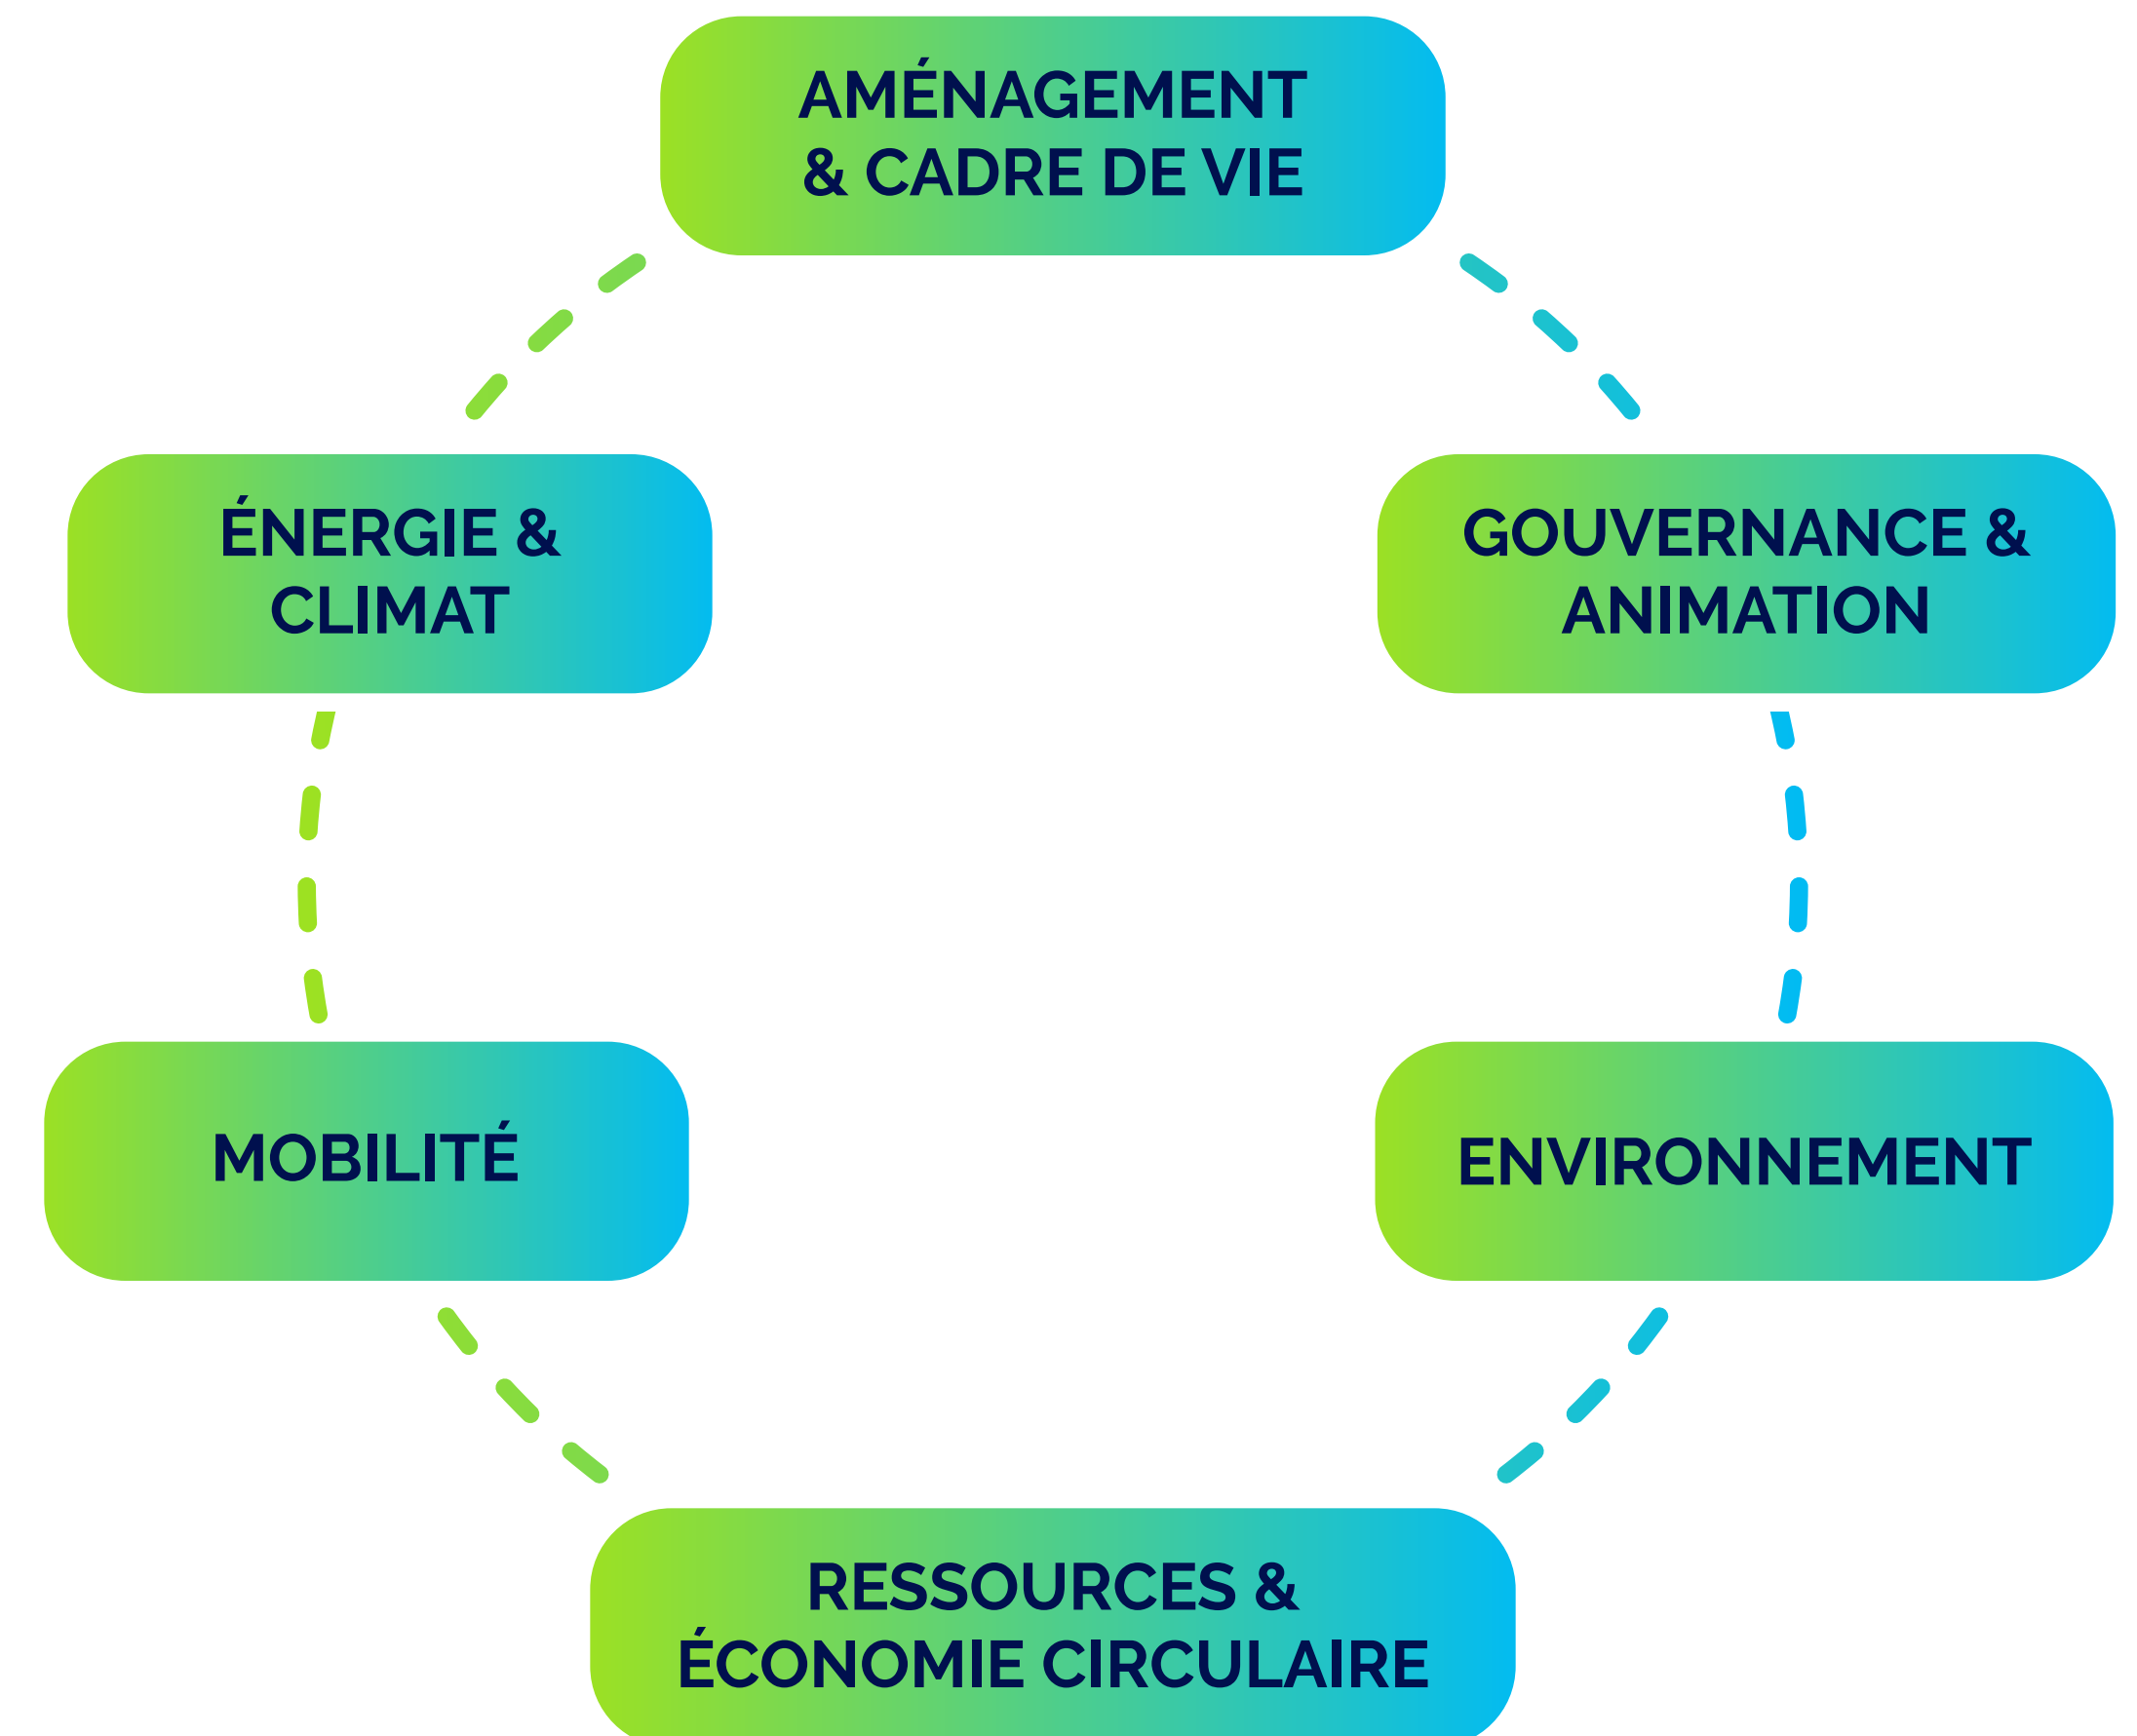 AMÉNAGEMENT
& CADRE DE VIE
ÉNERGIE &
CLIMAT
GOUVERNANCE &
ANIMATION
MOBILITÉ
ENVIRONNEMENT
RESSOURCES &
ÉCONOMIE CIRCULAIRE